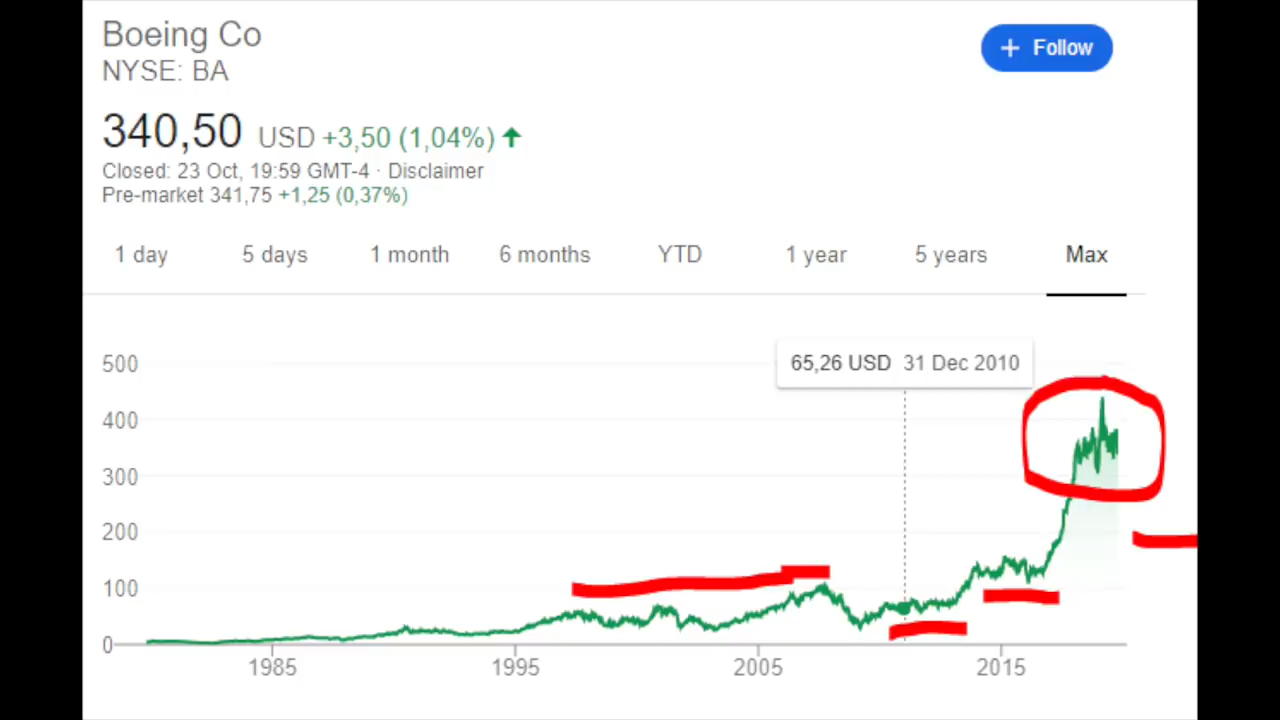 Boeing Co
NYSE: BA
+ Follow
340,50 USD +3,50 (1,04%) ↑
Closed: 23 Oct, 19:59 GMT-4 · Disclaimer
Pre-market 341,75 +1,25 (0,37%)
1 day 5 days 1 month 6 months YTD 1 year 5 years Max
65,26 USD 31 Dec 2010
500
400
300
200
100
0
1985 1995 2005 2015